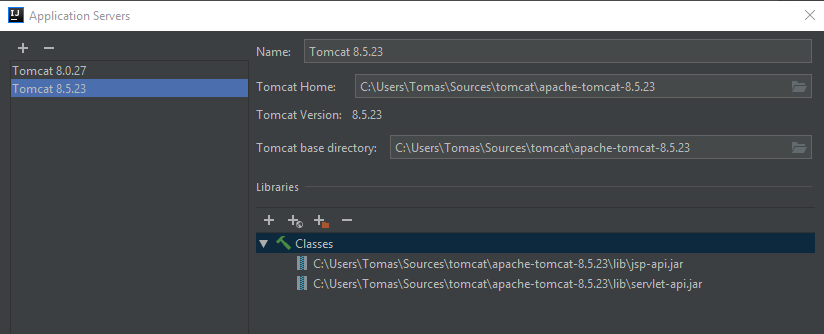 IJ Application Servers
Tomcat 8.0.27
Tomcat 8.5.23
Name: Tomcat 8.5.23
Tomcat Home: C:\Users\Tomas\Sources\tomcat\apache-tomcat-8.5.23
Tomcat Version: 8.5.23
Tomcat base directory: C:\Users\Tomas\Sources\tomcat\apache-tomcat-8.5.23
Libraries
Classes
C:\Users\Tomas\Sources\tomcat\apache-tomcat-8.5.23\lib\jsp-api.jar
C:\Users\Tomas\Sources\tomcat\apache-tomcat-8.5.23\lib\servlet-api.jar